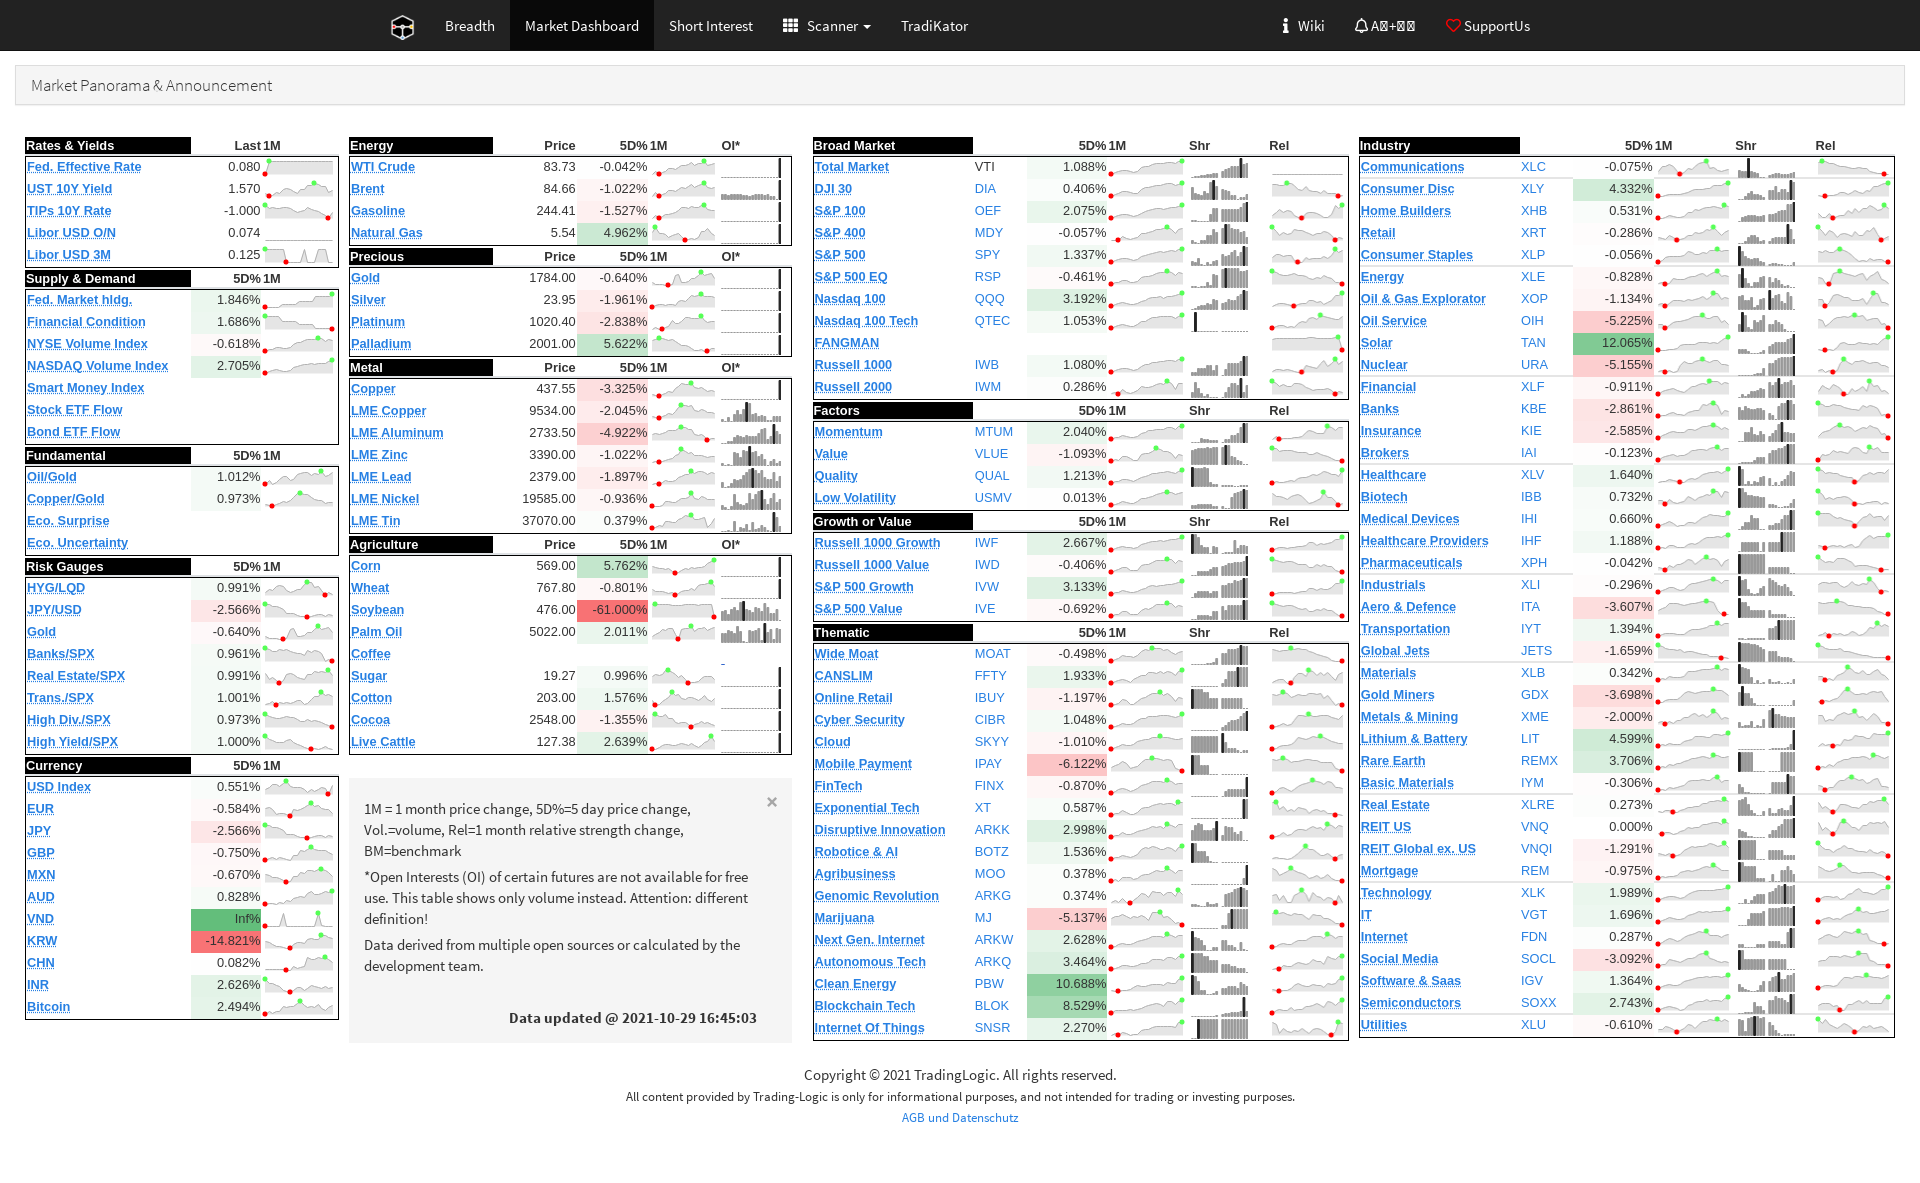 Breadth Market Dashboard Short Interest Scanner TradiKator Wiki SupportUs
Market Panorama & Announcement
Rates & Yields Last 1M
Fed. Effective Rate 0.080
UST 10Y Yield 1.570
TIPs 10Y Rate -1.000
Libor USD O/N 0.074
Libor USD 3M 0.125
Supply & Demand 5D% 1M
Fed. Market hldg. 1.846%
Financial Condition 1.686%
NYSE Volume Index -0.618%
NASDAQ Volume Index 2.705%
Smart Money Index
Stock ETF Flow
Bond ETF Flow
Fundamental 5D% 1M
Oil/Gold 1.012%
Copper/Gold 0.973%
Eco. Surprise
Eco. Uncertainty
Risk Gauges 5D% 1M
HYG/LQD 0.991%
JPY/USD -2.566%
Gold -0.640%
Banks/SPX 0.961%
Real Estate/SPX 0.991%
Trans./SPX 1.001%
High Div./SPX 0.973%
High Yield/SPX 1.000%
Currency 5D% 1M
USD Index 0.551%
EUR -0.584%
JPY -2.566%
GBP -0.750%
MXN -0.670%
AUD 0.828%
VND Inf%
KRW -14.821%
CHN 0.082%
INR 2.626%
Bitcoin 2.494%
Energy Price 5D% 1M OI*
WTI Crude 83.73 -0.042%
Brent 84.66 -1.022%
Gasoline 244.41 -1.527%
Natural Gas 5.54 4.962%
Precious Price 5D% 1M OI*
Gold 1784.00 -0.640%
Silver 23.95 -1.961%
Platinum 1020.40 -2.838%
Palladium 2001.00 5.622%
Metal Price 5D% 1M OI*
Copper 437.55 -3.325%
LME Copper 9534.00 -2.045%
LME Aluminum 2733.50 -4.922%
LME Zinc 3390.00 -1.022%
LME Lead 2379.00 -1.897%
LME Nickel 19585.00 -0.936%
LME Tin 37070.00 0.379%
Agriculture Price 5D% 1M OI*
Corn 569.00 5.762%
Wheat 767.80 -0.801%
Soybean 476.00 -61.000%
Palm Oil 5022.00 2.011%
Coffee -
Sugar 19.27 0.996%
Cotton 203.00 1.576%
Cocoa 2548.00 -1.355%
Live Cattle 127.38 2.639%
×
1M = 1 month price change, 5D%=5 day price change,
Vol.=volume, Rel=1 month relative strength change,
BM=benchmark
*Open Interests (OI) of certain futures are not available for free
use. This table shows only volume instead. Attention: different
definition!
Data derived from multiple open sources or calculated by the
development team.
Data updated @ 2021-10-29 16:45:03
Broad Market 5D% 1M Shr Rel
Total Market VTI 1.088%
DJI 30 DIA 0.406%
S&P 100 OEF 2.075%
S&P 400 MDY -0.057%
S&P 500 SPY 1.337%
S&P 500 EQ RSP -0.461%
Nasdaq 100 QQQ 3.192%
Nasdaq 100 Tech QTEC 1.053%
FANGMAN
Russell 1000 IWB 1.080%
Russell 2000 IWM 0.286%
Factors 5D% 1M Shr Rel
Momentum MTUM 2.040%
Value VLUE -1.093%
Quality QUAL 1.213%
Low Volatility USMV 0.013%
Growth or Value 5D% 1M Shr Rel
Russell 1000 Growth IWF 2.667%
Russell 1000 Value IWD -0.406%
S&P 500 Growth IVW 3.133%
S&P 500 Value IVE -0.692%
Thematic 5D% 1M Shr Rel
Wide Moat MOAT -0.498%
CANSLIM FFTY 1.933%
Online Retail IBUY -1.197%
Cyber Security CIBR 1.048%
Cloud SKYY -1.010%
Mobile Payment IPAY -6.122%
FinTech FINX -0.870%
Exponential Tech XT 0.587%
Disruptive Innovation ARKK 2.998%
Robotice & AI BOTZ 1.536%
Agribusiness MOO 0.378%
Genomic Revolution ARKG 0.374%
Marijuana MJ -5.137%
Next Gen. Internet ARKW 2.628%
Autonomous Tech ARKQ 3.464%
Clean Energy PBW 10.688%
Blockchain Tech BLOK 8.529%
Internet Of Things SNSR 2.270%
Industry 5D% 1M Shr Rel
Communications XLC -0.075%
Consumer Disc XLY 4.332%
Home Builders XHB 0.531%
Retail XRT -0.286%
Consumer Staples XLP -0.056%
Energy XLE -0.828%
Oil & Gas Explorator XOP -1.134%
Oil Service OIH -5.225%
Solar TAN 12.065%
Nuclear URA -5.155%
Financial XLF -0.911%
Banks KBE -2.861%
Insurance KIE -2.585%
Brokers IAI -0.123%
Healthcare XLV 1.640%
Biotech IBB 0.732%
Medical Devices IHI 0.660%
Healthcare Providers IHF 1.188%
Pharmaceuticals XPH -0.042%
Industrials XLI -0.296%
Aero & Defence ITA -3.607%
Transportation IYT 1.394%
Global Jets JETS -1.659%
Materials XLB 0.342%
Gold Miners GDX -3.698%
Metals & Mining XME -2.000%
Lithium & Battery LIT 4.599%
Rare Earth REMX 3.706%
Basic Materials IYM -0.306%
Real Estate XLRE 0.273%
REIT US VNQ 0.000%
REIT Global ex. US VNQI -1.291%
Mortgage REM -0.975%
Technology XLK 1.989%
IT VGT 1.696%
Internet FDN 0.287%
Social Media SOCL -3.092%
Software & Saas IGV 1.364%
Semiconductors SOXX 2.743%
Utilities XLU -0.610%
Copyright © 2021 TradingLogic. All rights reserved.
All content provided by Trading-Logic is only for informational purposes, and not intended for trading or investing purposes.
AGB und Datenschutz